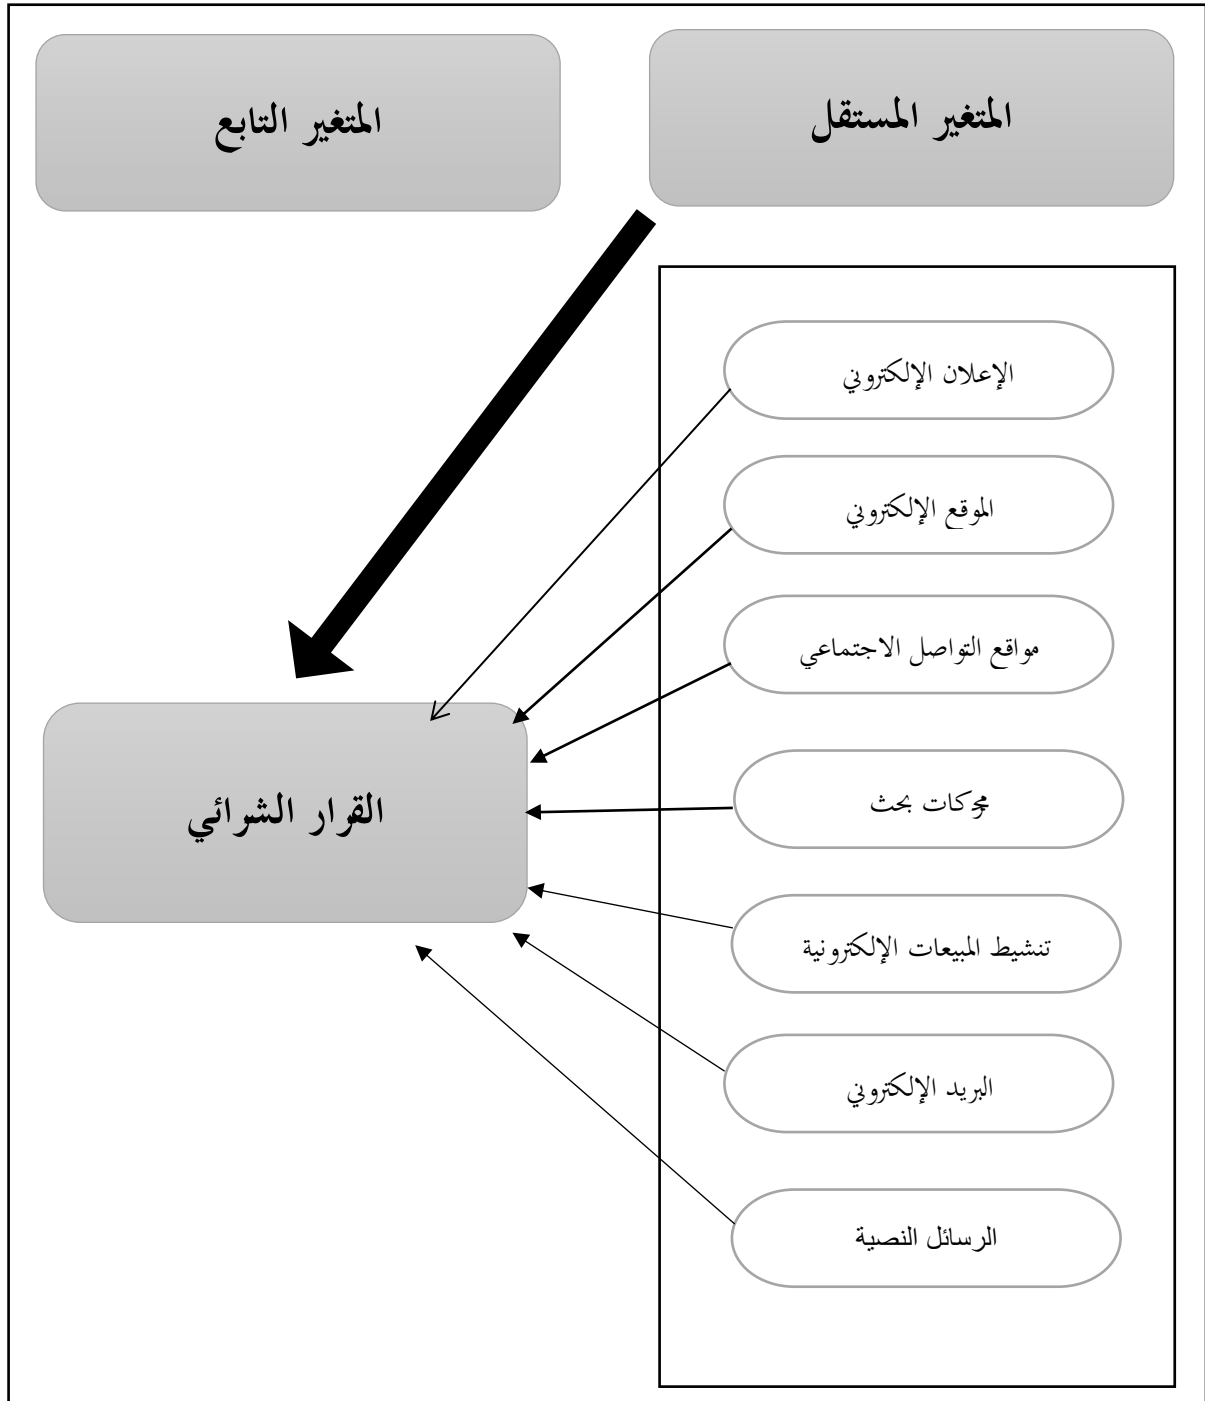 المتغير المستقل
المتغير التابع
الإعلان الإلكتروني
الموقع الإلكتروني
مواقع التواصل الاجتماعي
محركات بحث
القرار الشرائي
تنشيط المبيعات الإلكترونية
البريد الإلكتروني
الرسائل النصية